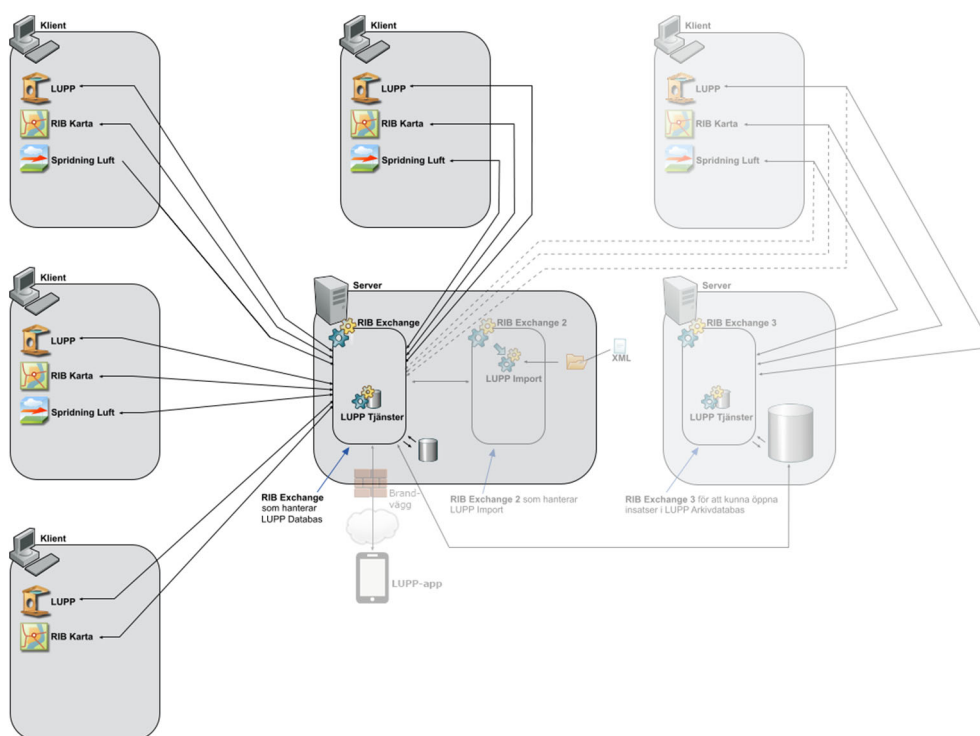 Klient
LUPP
RIB Karta
Spridning Luft
Klient
LUPP
RIB Karta
Spridning Luft
Klient
LUPP
RIB Karta
Spridning Luft
Klient
LUPP
RIB Karta
Spridning Luft
Server
RIB Exchange
LUPP Tjänster
RIB Exchange 2
LUPP Import
XML
Server
RIB Exchange 3
LUPP Tjänster
RIB Exchange
som hanterar
LUPP Databas
Brand-
vägg
RIB Exchange 2 som hanterar
LUPP Import
RIB Exchange 3 för att kunna öppna
insatser i LUPP Arkivdatabas
LUPP-app
Klient
LUPP
RIB Karta